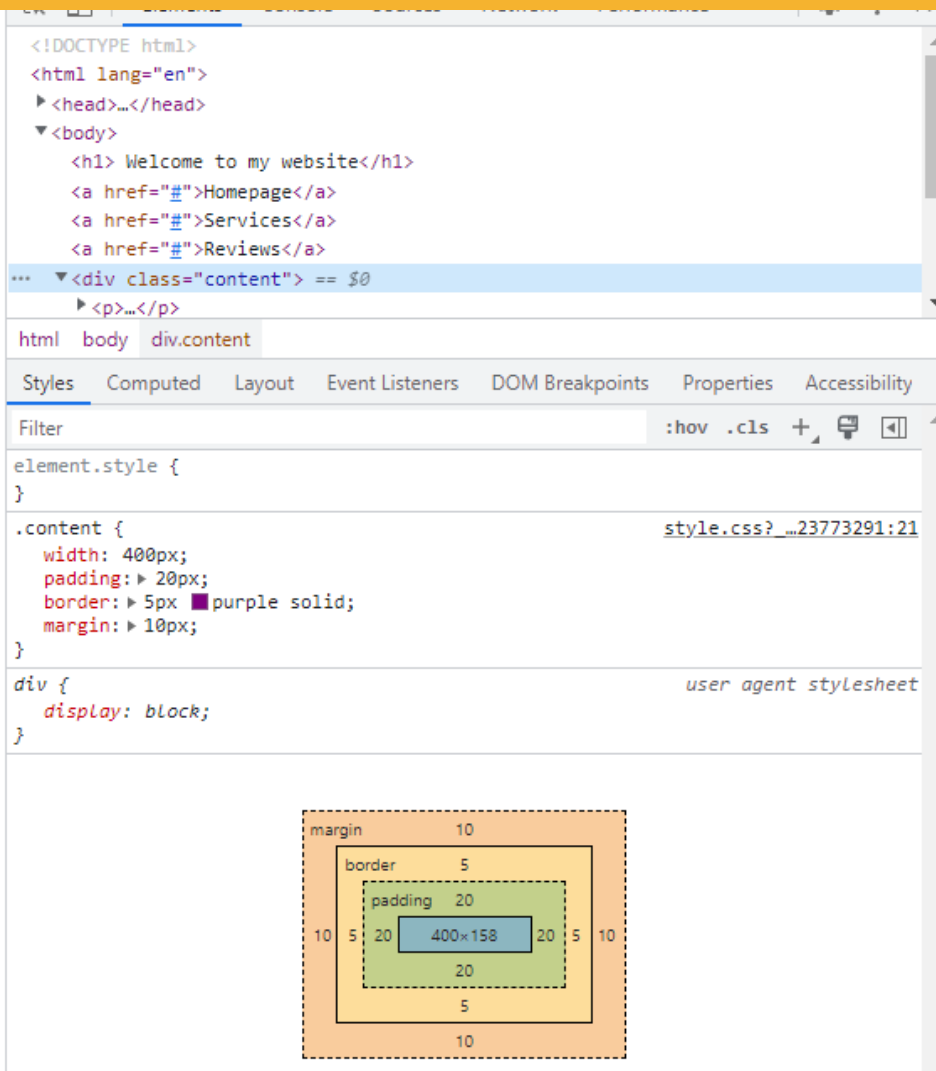 <!DOCTYPE html>
<html lang="en">
<head>…</head>
<body>
<h1> Welcome to my website</h1>
<a href="#">Homepage</a>
<a href="#">Services</a>
<a href="#">Reviews</a>
<div class="content"> == $0
<p>…</p>
html body div.content
Styles Computed Layout Event Listeners DOM Breakpoints Properties Accessibility
Filter :hov .cls
element.style {
}
.content { style.css?_…23773291:21
width: 400px;
padding: 20px;
border: 5px purple solid;
margin: 10px;
}
div { user agent stylesheet
display: block;
}
margin 10
border 5
padding 20
10 5 20 400×158 20 5 10
20
5
10